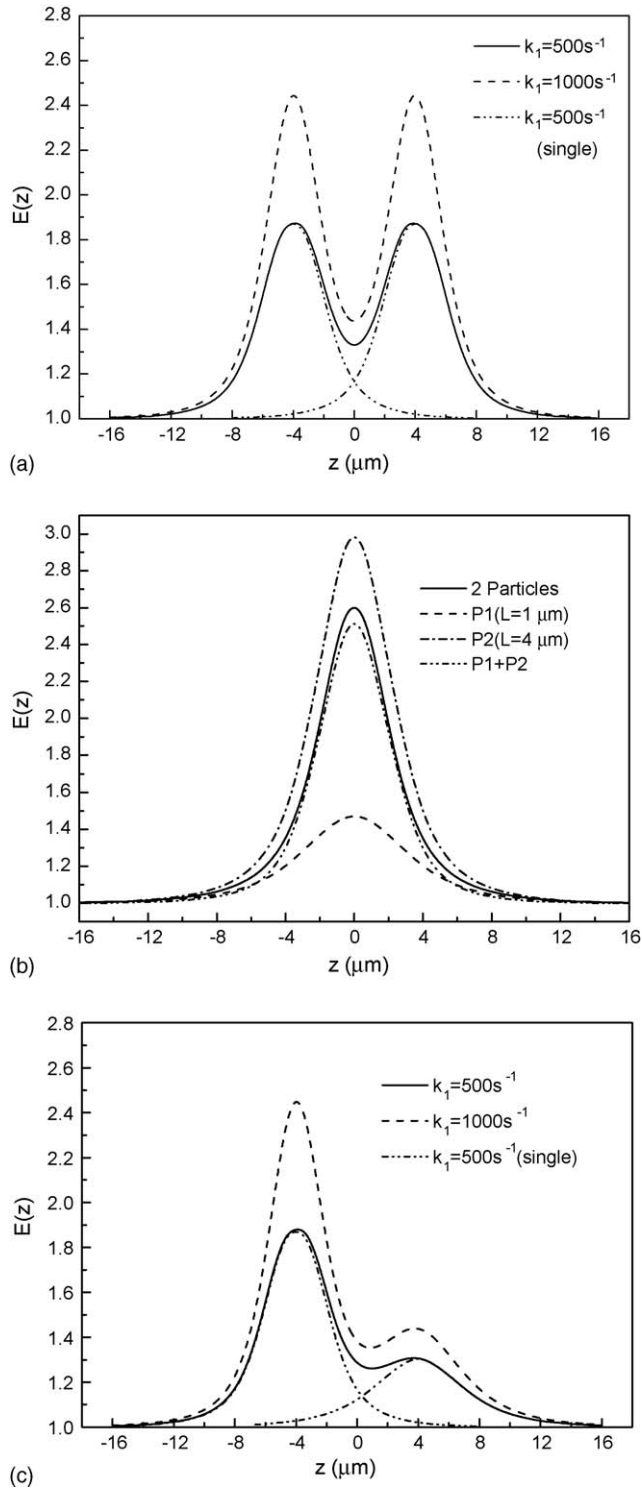 2.8
2.6
2.4
2.2
2.0
1.8
1.6
1.4
1.2
1.0
E(z)
k₁=500s⁻¹
k₁=1000s⁻¹
k₁=500s⁻¹
(single)
-16 -12 -8 -4 0 4 8 12 16
z (μm)
(a)
3.0
2.8
2.6
2.4
2.2
2.0
1.8
1.6
1.4
1.2
1.0
E(z)
2 Particles
P1(L=1 μm)
P2(L=4 μm)
P1+P2
-16 -12 -8 -4 0 4 8 12 16
z (μm)
(b)
2.8
2.6
2.4
2.2
2.0
1.8
1.6
1.4
1.2
1.0
E(z)
k₁=500s⁻¹
k₁=1000s⁻¹
k₁=500s⁻¹(single)
-16 -12 -8 -4 0 4 8 12 16
z (μm)
(c)